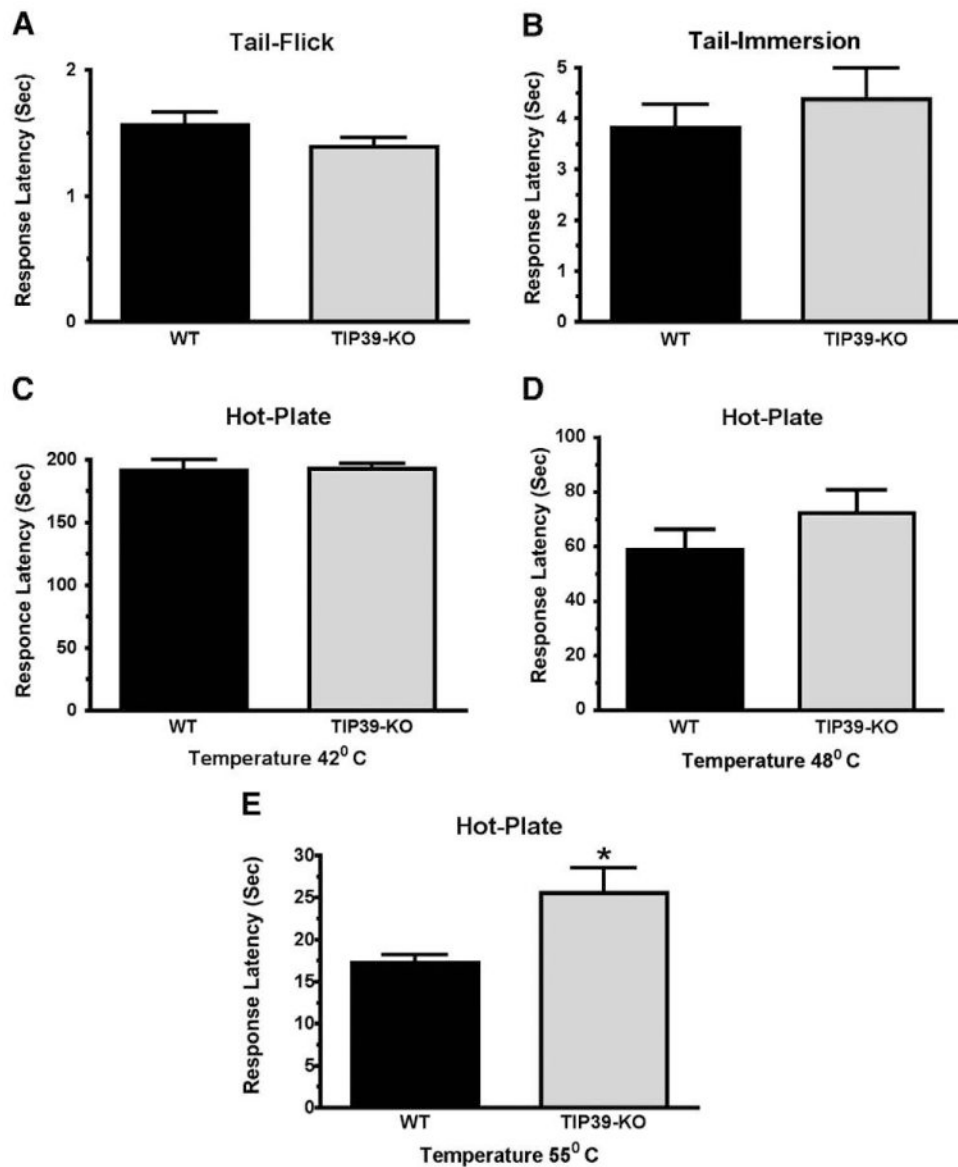 A
Tail-Flick
Response Latency (Sec)
2
1
0
WT TIP39-KO
B
Tail-Immersion
Response Latency (Sec)
5
4
3
2
1
0
WT TIP39-KO
C
Hot-Plate
Responce Latency (Sec)
200
150
100
50
0
WT TIP39-KO
Temperature 42⁰ C
D
Hot-Plate
Response Latency (Sec)
100
80
60
40
20
0
WT TIP39-KO
Temperature 48⁰ C
E
Hot-Plate
Response Latency (Sec)
30
25
20
15
10
5
0
*
WT TIP39-KO
Temperature 55⁰ C